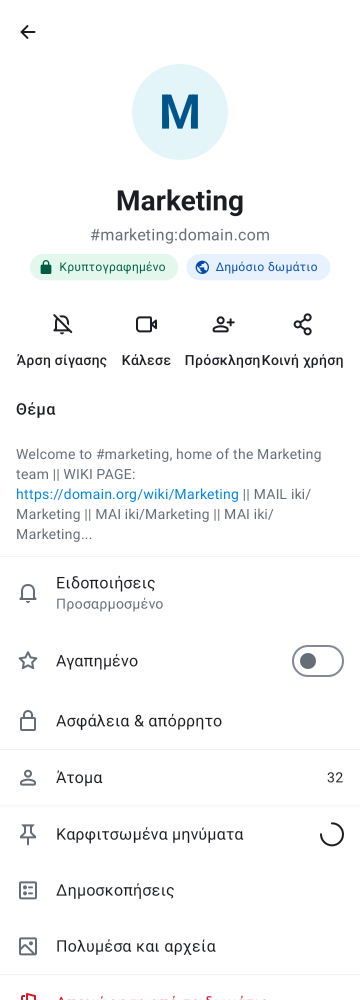 M
Marketing
#marketing:domain.com
Κρυπτογραφημένο Δημόσιο δωμάτιο
Άρση σίγασης Κάλεσε Πρόσκληση Κοινή χρήση
Θέμα
Welcome to #marketing, home of the Marketing
team || WIKI PAGE:
https://domain.org/wiki/Marketing || MAIL iki/
Marketing || MAI iki/Marketing || MAI iki/
Marketing...
Ειδοποιήσεις
Προσαρμοσμένο
Αγαπημένο
Ασφάλεια & απόρρητο
Άτομα 32
Καρφιτσωμένα μηνύματα
Δημοσκοπήσεις
Πολυμέσα και αρχεία